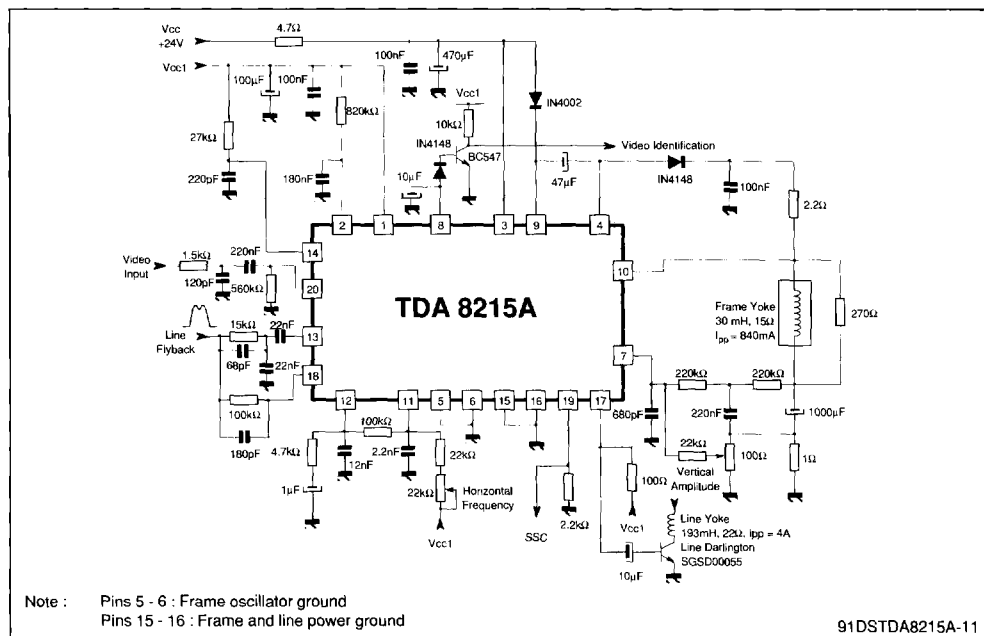 Vcc
+24V
4.7Ω
Vcc1
100µF
100nF
100nF
470µF
820kΩ
Vcc1
10kΩ
IN4002
27kΩ
IN4148
BC547
Video Identification
220pF
180nF
10µF
47µF
IN4148
100nF
2.2Ω
2
1
8
3
9
4
14
Video
Input
1.5kΩ
220nF
120pF
560kΩ
20
10
TDA 8215A
Frame Yoke
30 mH, 15Ω
Ipp = 840mA
270Ω
Line
Flyback
15kΩ
22nF
13
68pF
22nF
18
7
220kΩ
220kΩ
100kΩ
180pF
12
11
5
6
15
16
19
17
680pF
220nF
1000µF
4.7kΩ
100kΩ
12nF
2.2nF
22kΩ
22kΩ
100Ω
1Ω
Vertical
Amplitude
1µF
22kΩ
Horizontal
Frequency
100Ω
2.2kΩ
SSC
Vcc1
Vcc1
Line Yoke
193mH, 22Ω, Ipp = 4A
Line Darlington
SGSD00055
10µF
Note : Pins 5 - 6 : Frame oscillator ground
Pins 15 - 16 : Frame and line power ground
91DSTDA8215A-11